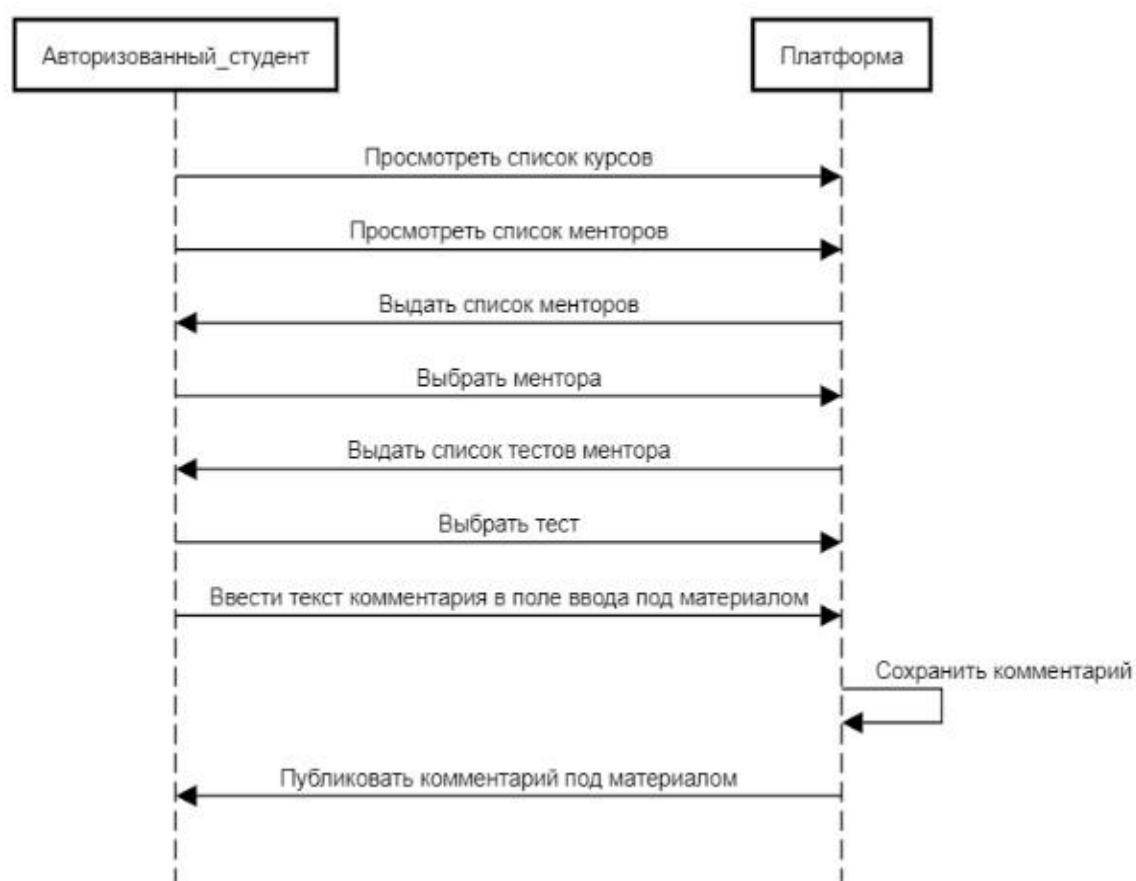 Авторизованный_студент
Платформа
Просмотреть список курсов
Просмотреть список менторов
Выдать список менторов
Выбрать ментора
Выдать список тестов ментора
Выбрать тест
Ввести текст комментария в поле ввода под материалом
Сохранить комментарий
Публиковать комментарий под материалом